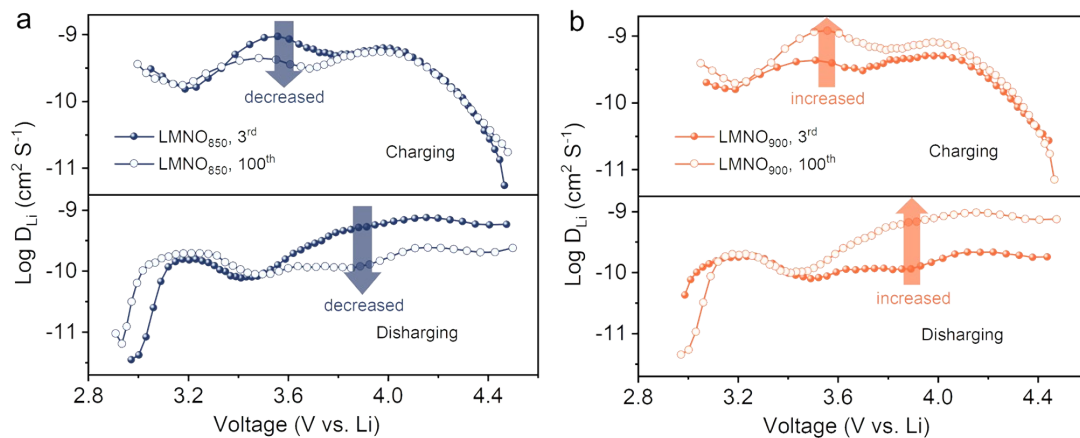 a
-9
-10
-11
decreased
LMNO850, 3rd
LMNO850, 100th
Charging
-9
-10
-11
decreased
Disharging
Log DLi (cm2 S-1)
2.8 3.2 3.6 4.0 4.4
Voltage (V vs. Li)
b
-9
-10
-11
increased
LMNO900, 3rd
LMNO900, 100th
Charging
-9
-10
-11
increased
Disharging
Log DLi (cm2 S-1)
2.8 3.2 3.6 4.0 4.4
Voltage (V vs. Li)